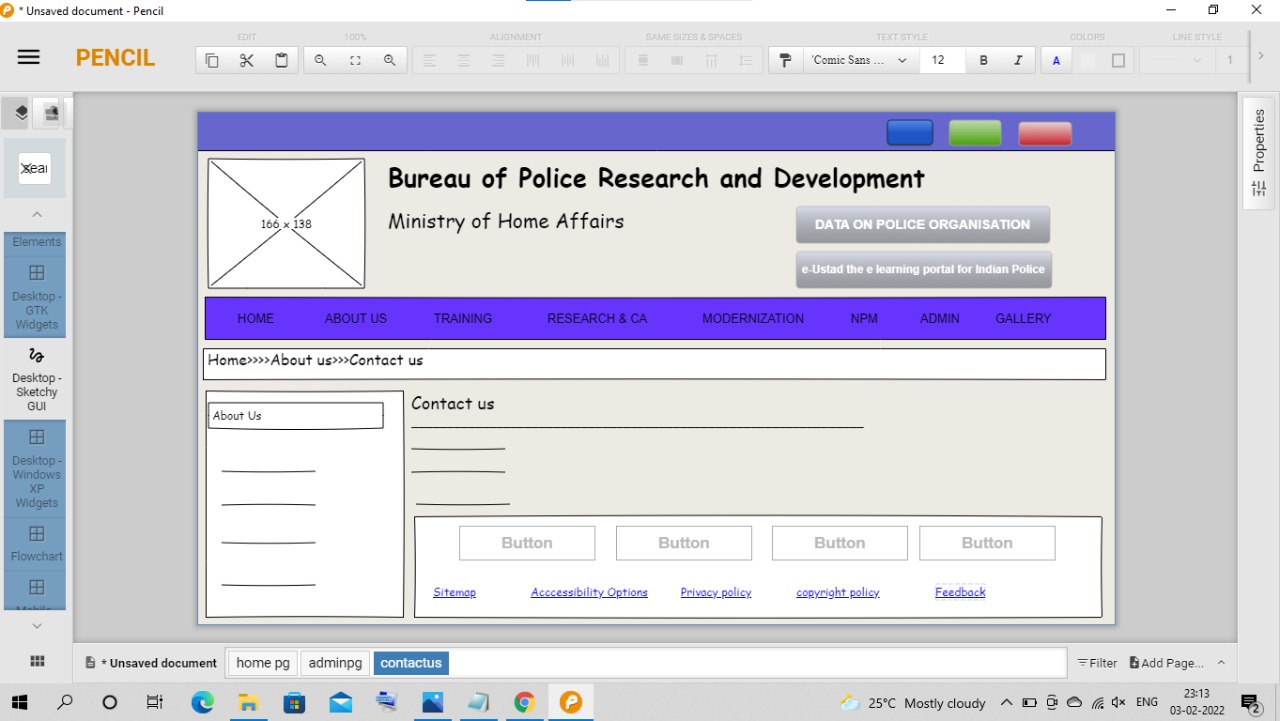 * Unsaved document - Pencil
EDIT 100% ALIGNMENT SAME SIZES & SPACES TEXT STYLE COLORS LINE STYLE
PENCIL
'Comic Sans ... 12 B I A 1
Properties
sear
Elements
Desktop -
GTK
Widgets
Desktop -
Sketchy
GUI
Desktop -
Windows
XP
Widgets
Flowchart
Mobile
Bureau of Police Research and Development
166 x 138
Ministry of Home Affairs
DATA ON POLICE ORGANISATION
e-Ustad the e learning portal for Indian Police
HOME ABOUT US TRAINING RESEARCH & CA MODERNIZATION NPM ADMIN GALLERY
Home>>>>About us>>>Contact us
About Us
Contact us
Button Button Button Button
Sitemap Acccessibility Options Privacy policy copyright policy Feedback
* Unsaved document home pg adminpg contactus Filter Add Page...
25°C Mostly cloudy ENG 23:13
03-02-2022 2